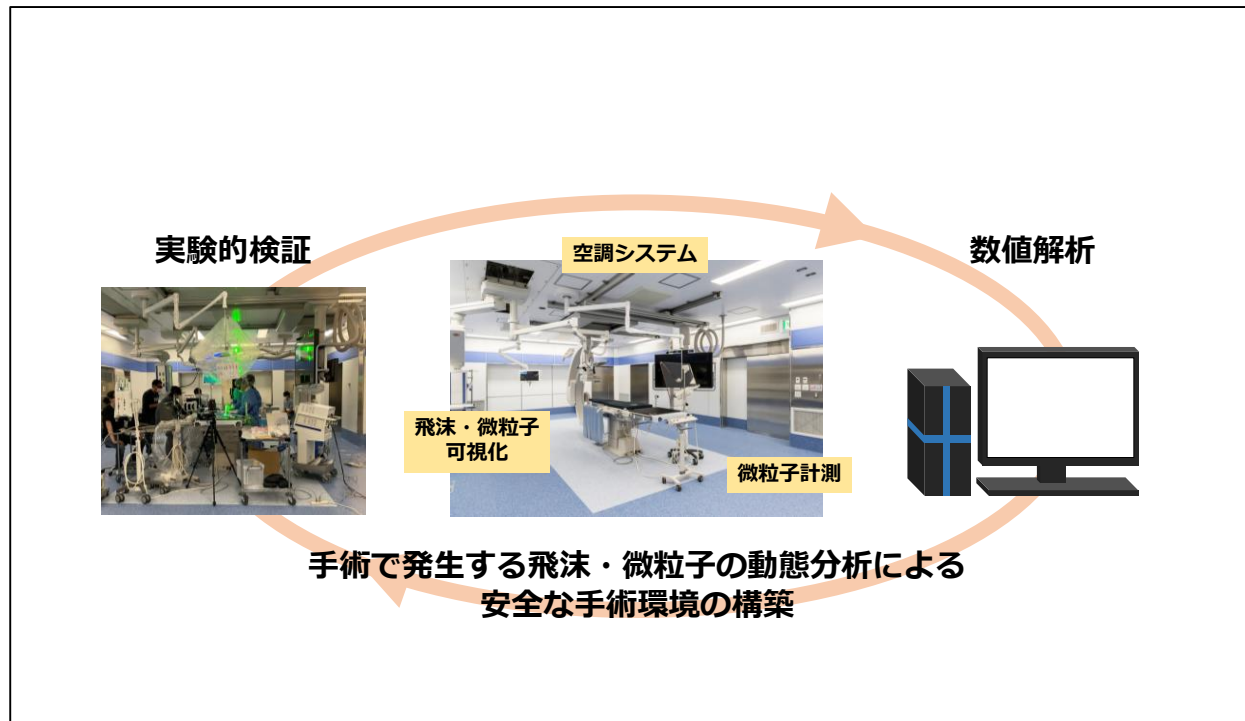 実験的検証
空調システム
数値解析
飛沫・微粒子
可視化
微粒子計測
手術で発生する飛沫・微粒子の動態分析による
安全な手術環境の構築